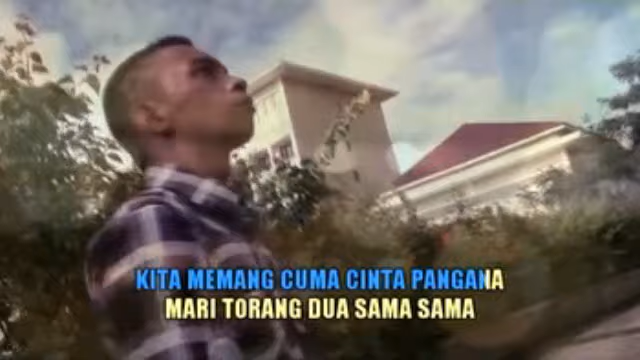 KITA MEMANG CUMA CINTA PANGANA
MARI TORANG DUA SAMA SAMA